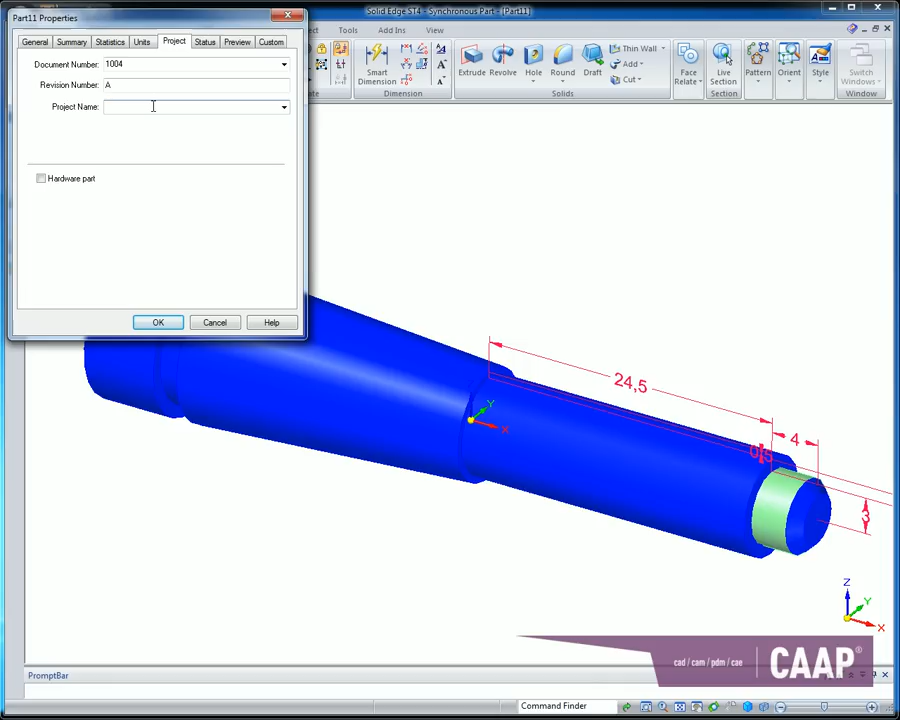 Part11 Properties
General Summary Statistics Units Project Status Preview Custom
Document Number: 1004
Revision Number: A
Project Name:
Hardware part
OK Cancel Help
Solid Edge ST4 - Synchronous Part - [Part11]
Tools Add Ins View
Smart
Dimension
Dimension
Extrude Revolve Hole Round Draft
Thin Wall
Add
Cut
Solids
Face
Relate
Live
Section
Section
Pattern
Orient
Style
Switch
Windows
Window
24,5
4
0,5
3
Y
X
Z
Y
X
cad / cam / pdm / cae
CAAP®
PromptBar
Command Finder